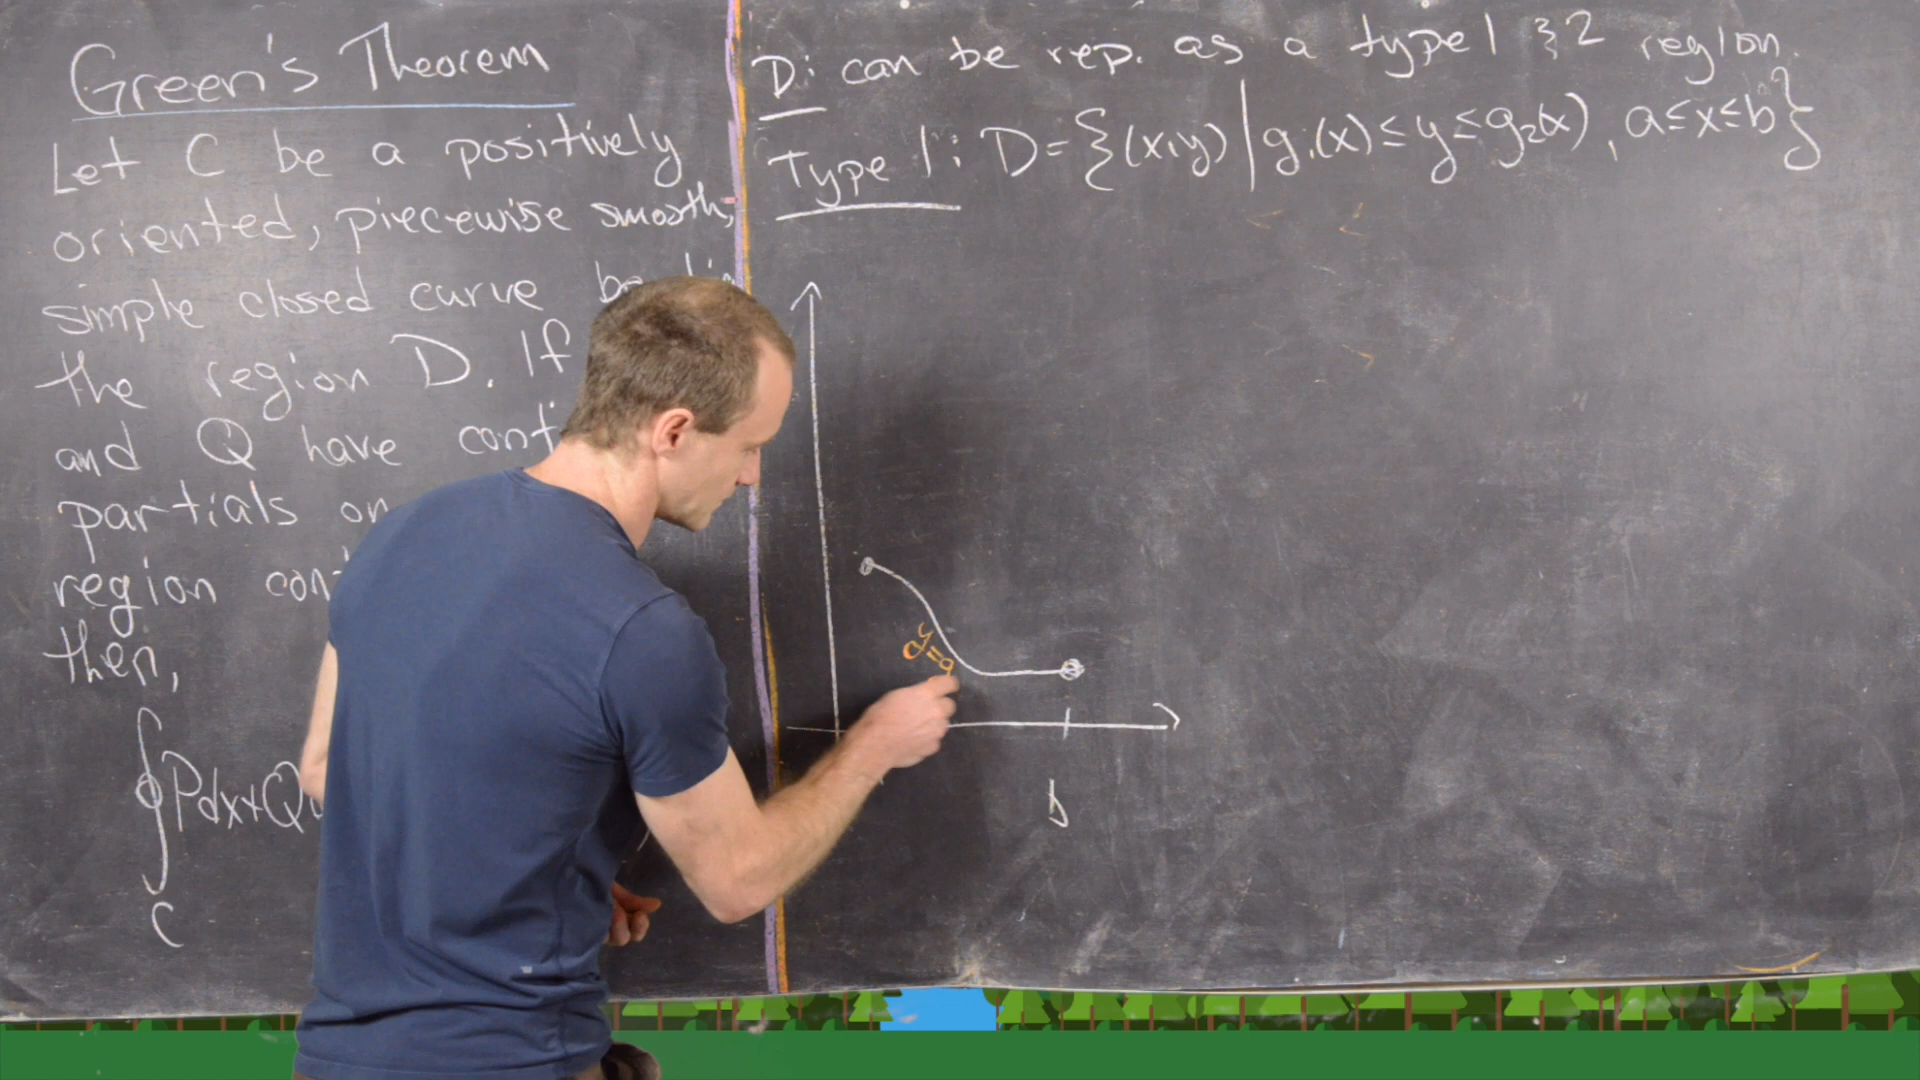 Green's Theorem
Let C be a positively
oriented, piecewise smooth,
simple closed curve
the region D. If
and Q have
partials on
region
then,
∮ Pdx+Q
C
D: can be rep. as a type 1 & 2 region.
Type 1: D={(x,y)|g₁(x)≤y≤g₂(x), a≤x≤b}
y=g
b